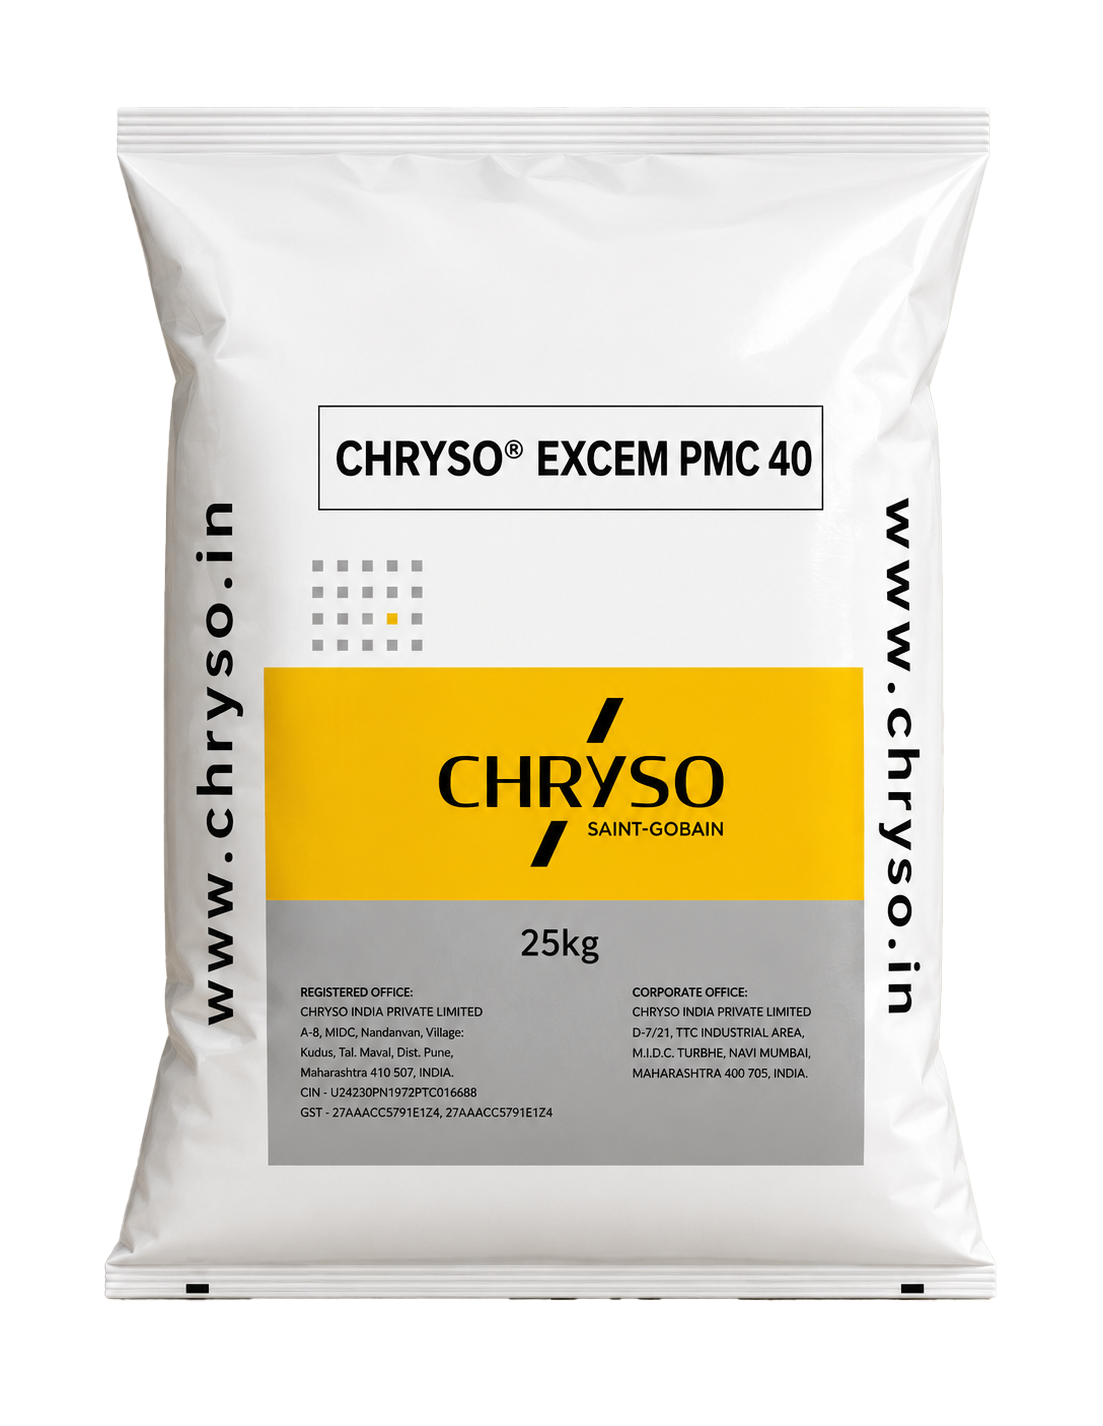 CHRYSO® EXCEM PMC 40
www.chryso.in
www.chryso.in
CHRYSO
SAINT-GOBAIN
25kg
REGISTERED OFFICE:
CHRYSO INDIA PRIVATE LIMITED
A-8, MIDC, Nandanvan, Village:
Kudus, Tal. Maval, Dist. Pune,
Maharashtra 410 507, INDIA.
CIN - U24230PN1972PTC016688
GST - 27AAACC5791E1Z4, 27AAACC5791E1Z4
CORPORATE OFFICE:
CHRYSO INDIA PRIVATE LIMITED
D-7/21, TTC INDUSTRIAL AREA,
M.I.D.C. TURBHE, NAVI MUMBAI,
MAHARASHTRA 400 705, INDIA.